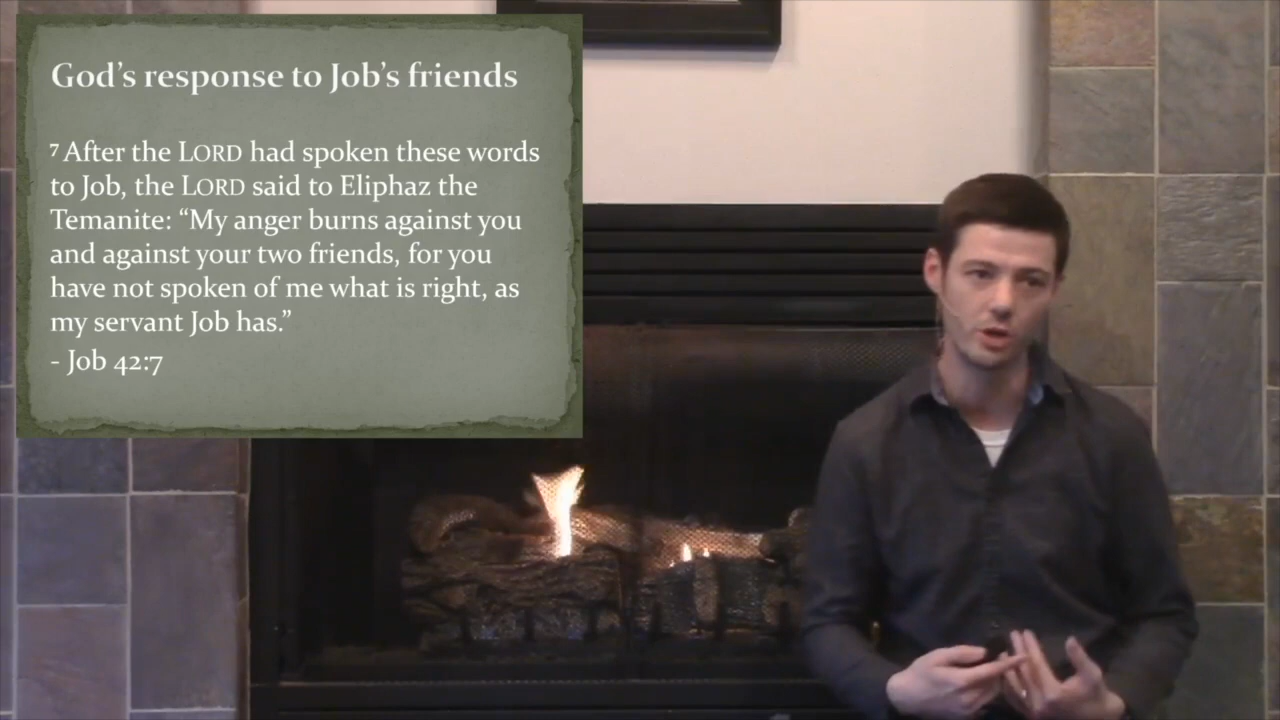 God’s response to Job’s friends
⁷ After the LORD had spoken these words
to Job, the LORD said to Eliphaz the
Temanite: “My anger burns against you
and against your two friends, for you
have not spoken of me what is right, as
my servant Job has.”
- Job 42:7